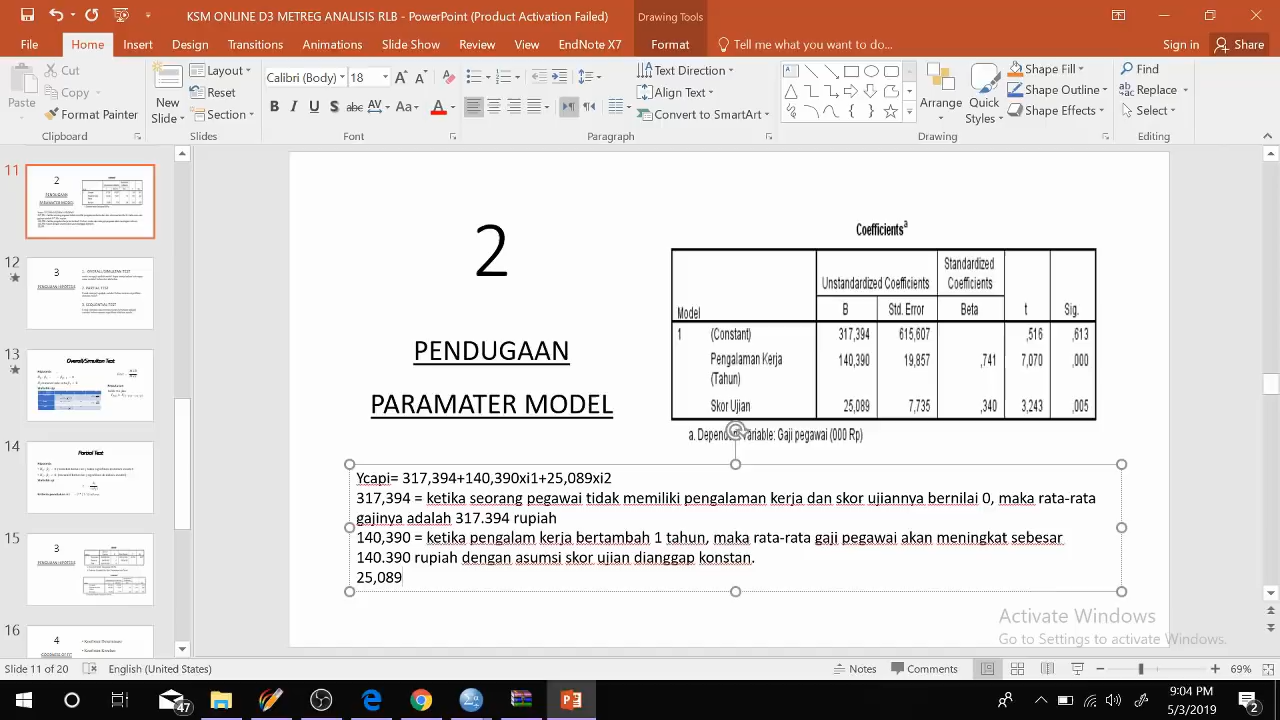 KSM ONLINE D3 METREG ANALISIS RLB - PowerPoint (Product Activation Failed)
Drawing Tools
File Home Insert Design Transitions Animations Slide Show Review View EndNote X7 Format Tell me what you want to do... Sign in Share
Paste
Cut
Copy
Format Painter
Clipboard
New Slide
Layout
Reset
Section
Slides
Calibri (Body) 18
Font
Paragraph
Text Direction
Align Text
Convert to SmartArt
Arrange
Quick Styles
Shape Fill
Shape Outline
Shape Effects
Drawing
Find
Replace
Select
Editing
11
12
13
14
15
16
2
PENDUGAAN
PARAMATER MODEL
Coefficientsª
Model
Unstandardized Coefficients
Standardized Coefficients
B Std. Error Beta t Sig.
1 (Constant) 317,394 615,607 ,516 ,613
Pengalaman Kerja (Tahun) 140,390 19,857 ,741 7,070 ,000
Skor Ujian 25,089 7,735 ,340 3,243 ,005
a. Dependent Variable: Gaji pegawai (000 Rp)
Ycapi= 317,394+140,390xi1+25,089xi2
317,394 = ketika seorang pegawai tidak memiliki pengalaman kerja dan skor ujiannya bernilai 0, maka rata-rata
gajinya adalah 317.394 rupiah
140,390 = ketika pengalam kerja bertambah 1 tahun, maka rata-rata gaji pegawai akan meningkat sebesar
140.390 rupiah dengan asumsi skor ujian dianggap konstan.
25,089
Activate Windows
Go to Settings to activate Windows.
Slide 11 of 20 English (United States) Notes Comments 69%
47
9:04 PM
5/3/2019
2